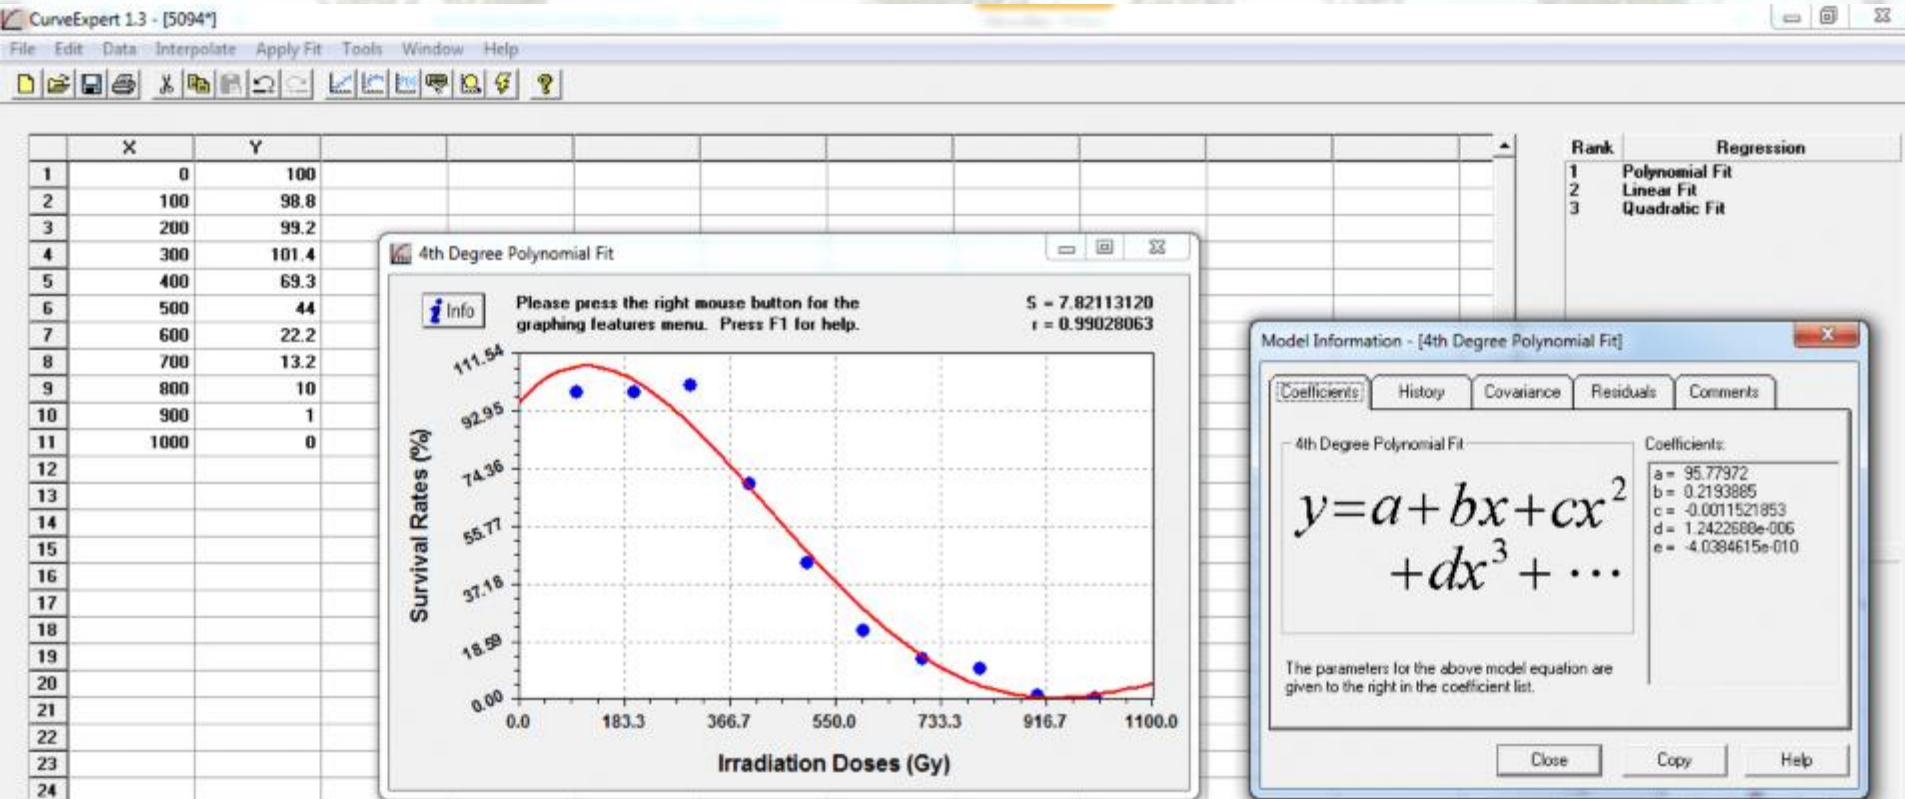 CurveExpert 1.3 - [5094*]
File Edit Data Interpolate Apply Fit Tools Window Help
X Y
1 0 100
2 100 98.8
3 200 99.2
4 300 101.4
5 400 69.3
6 500 44
7 600 22.2
8 700 13.2
9 800 10
10 900 1
11 1000 0
12
13
14
15
16
17
18
19
20
21
22
23
24
Rank Regression
1 Polynomial Fit
2 Linear Fit
3 Quadratic Fit
4th Degree Polynomial Fit
Info
Please press the right mouse button for the
graphing features menu. Press F1 for help.
S = 7.82113120
r = 0.99028063
Survival Rates (%)
111.54
92.95
74.36
55.77
37.18
18.59
0.00
0.0 183.3 366.7 550.0 733.3 916.7 1100.0
Irradiation Doses (Gy)
Model Information - [4th Degree Polynomial Fit]
Coefficients History Covariance Residuals Comments
4th Degree Polynomial Fit
y=a+bx+cx²
+dx³+⋯
The parameters for the above model equation are
given to the right in the coefficient list.
Coefficients:
a = 95.77972
b = 0.2193885
c = -0.0011521853
d = 1.2422688e-006
e = -4.0384615e-010
Close Copy Help